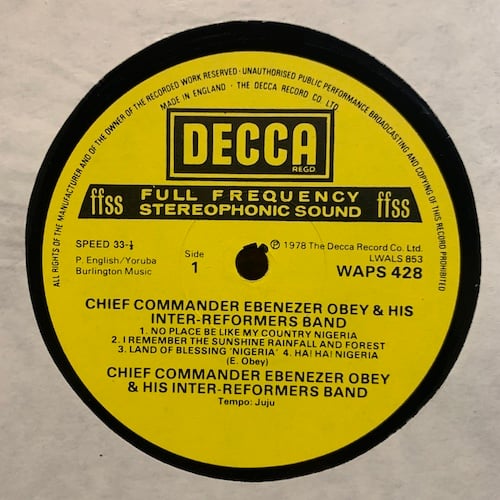 ALL RIGHTS OF THE MANUFACTURER AND OF THE OWNER OF THE RECORDED WORK RESERVED · UNAUTHORISED PUBLIC PERFORMANCE BROADCASTING AND COPYING OF THIS RECORD PROHIBITED
MADE IN ENGLAND · THE DECCA RECORD CO. LTD.
DECCA
REGD
ffss FULL FREQUENCY ffss
STEREOPHONIC SOUND
SPEED 33-⅓
P. English/Yoruba
Burlington Music
Side
1
℗ 1978 The Decca Record Co. Ltd.
LWALS 853
WAPS 428
CHIEF COMMANDER EBENEZER OBEY & HIS
INTER-REFORMERS BAND
1. NO PLACE BE LIKE MY COUNTRY NIGERIA
2. I REMEMBER THE SUNSHINE RAINFALL AND FOREST
3. LAND OF BLESSING 'NIGERIA' 4. HA! HA! NIGERIA
(E. Obey)
CHIEF COMMANDER EBENEZER OBEY
& HIS INTER-REFORMERS BAND
Tempo: Juju